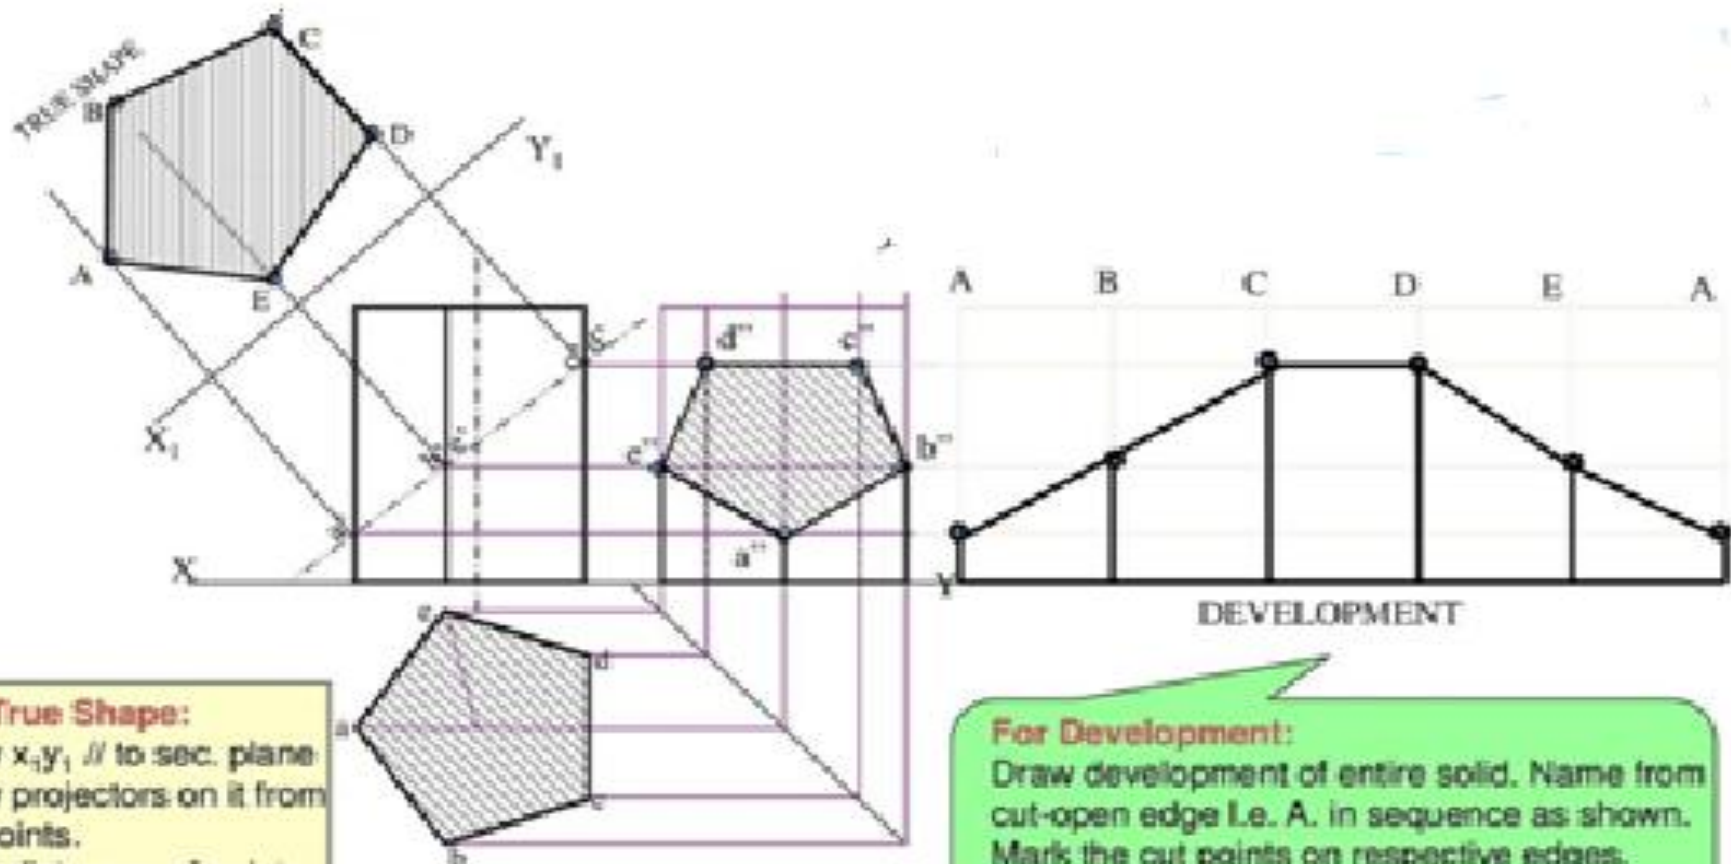 TRUE SHAPE
C
B
D
A
E
Y₁
X₁
X
Y
d"
c"
b"
a"
e
d
a
c
b
A B C D E A
DEVELOPMENT
True Shape:
x₁y₁ // to sec. plane
projectors on it from
For Development:
Draw development of entire solid. Name from
cut-open edge I.e. A. in sequence as shown.
Mark the cut points on respective edges.